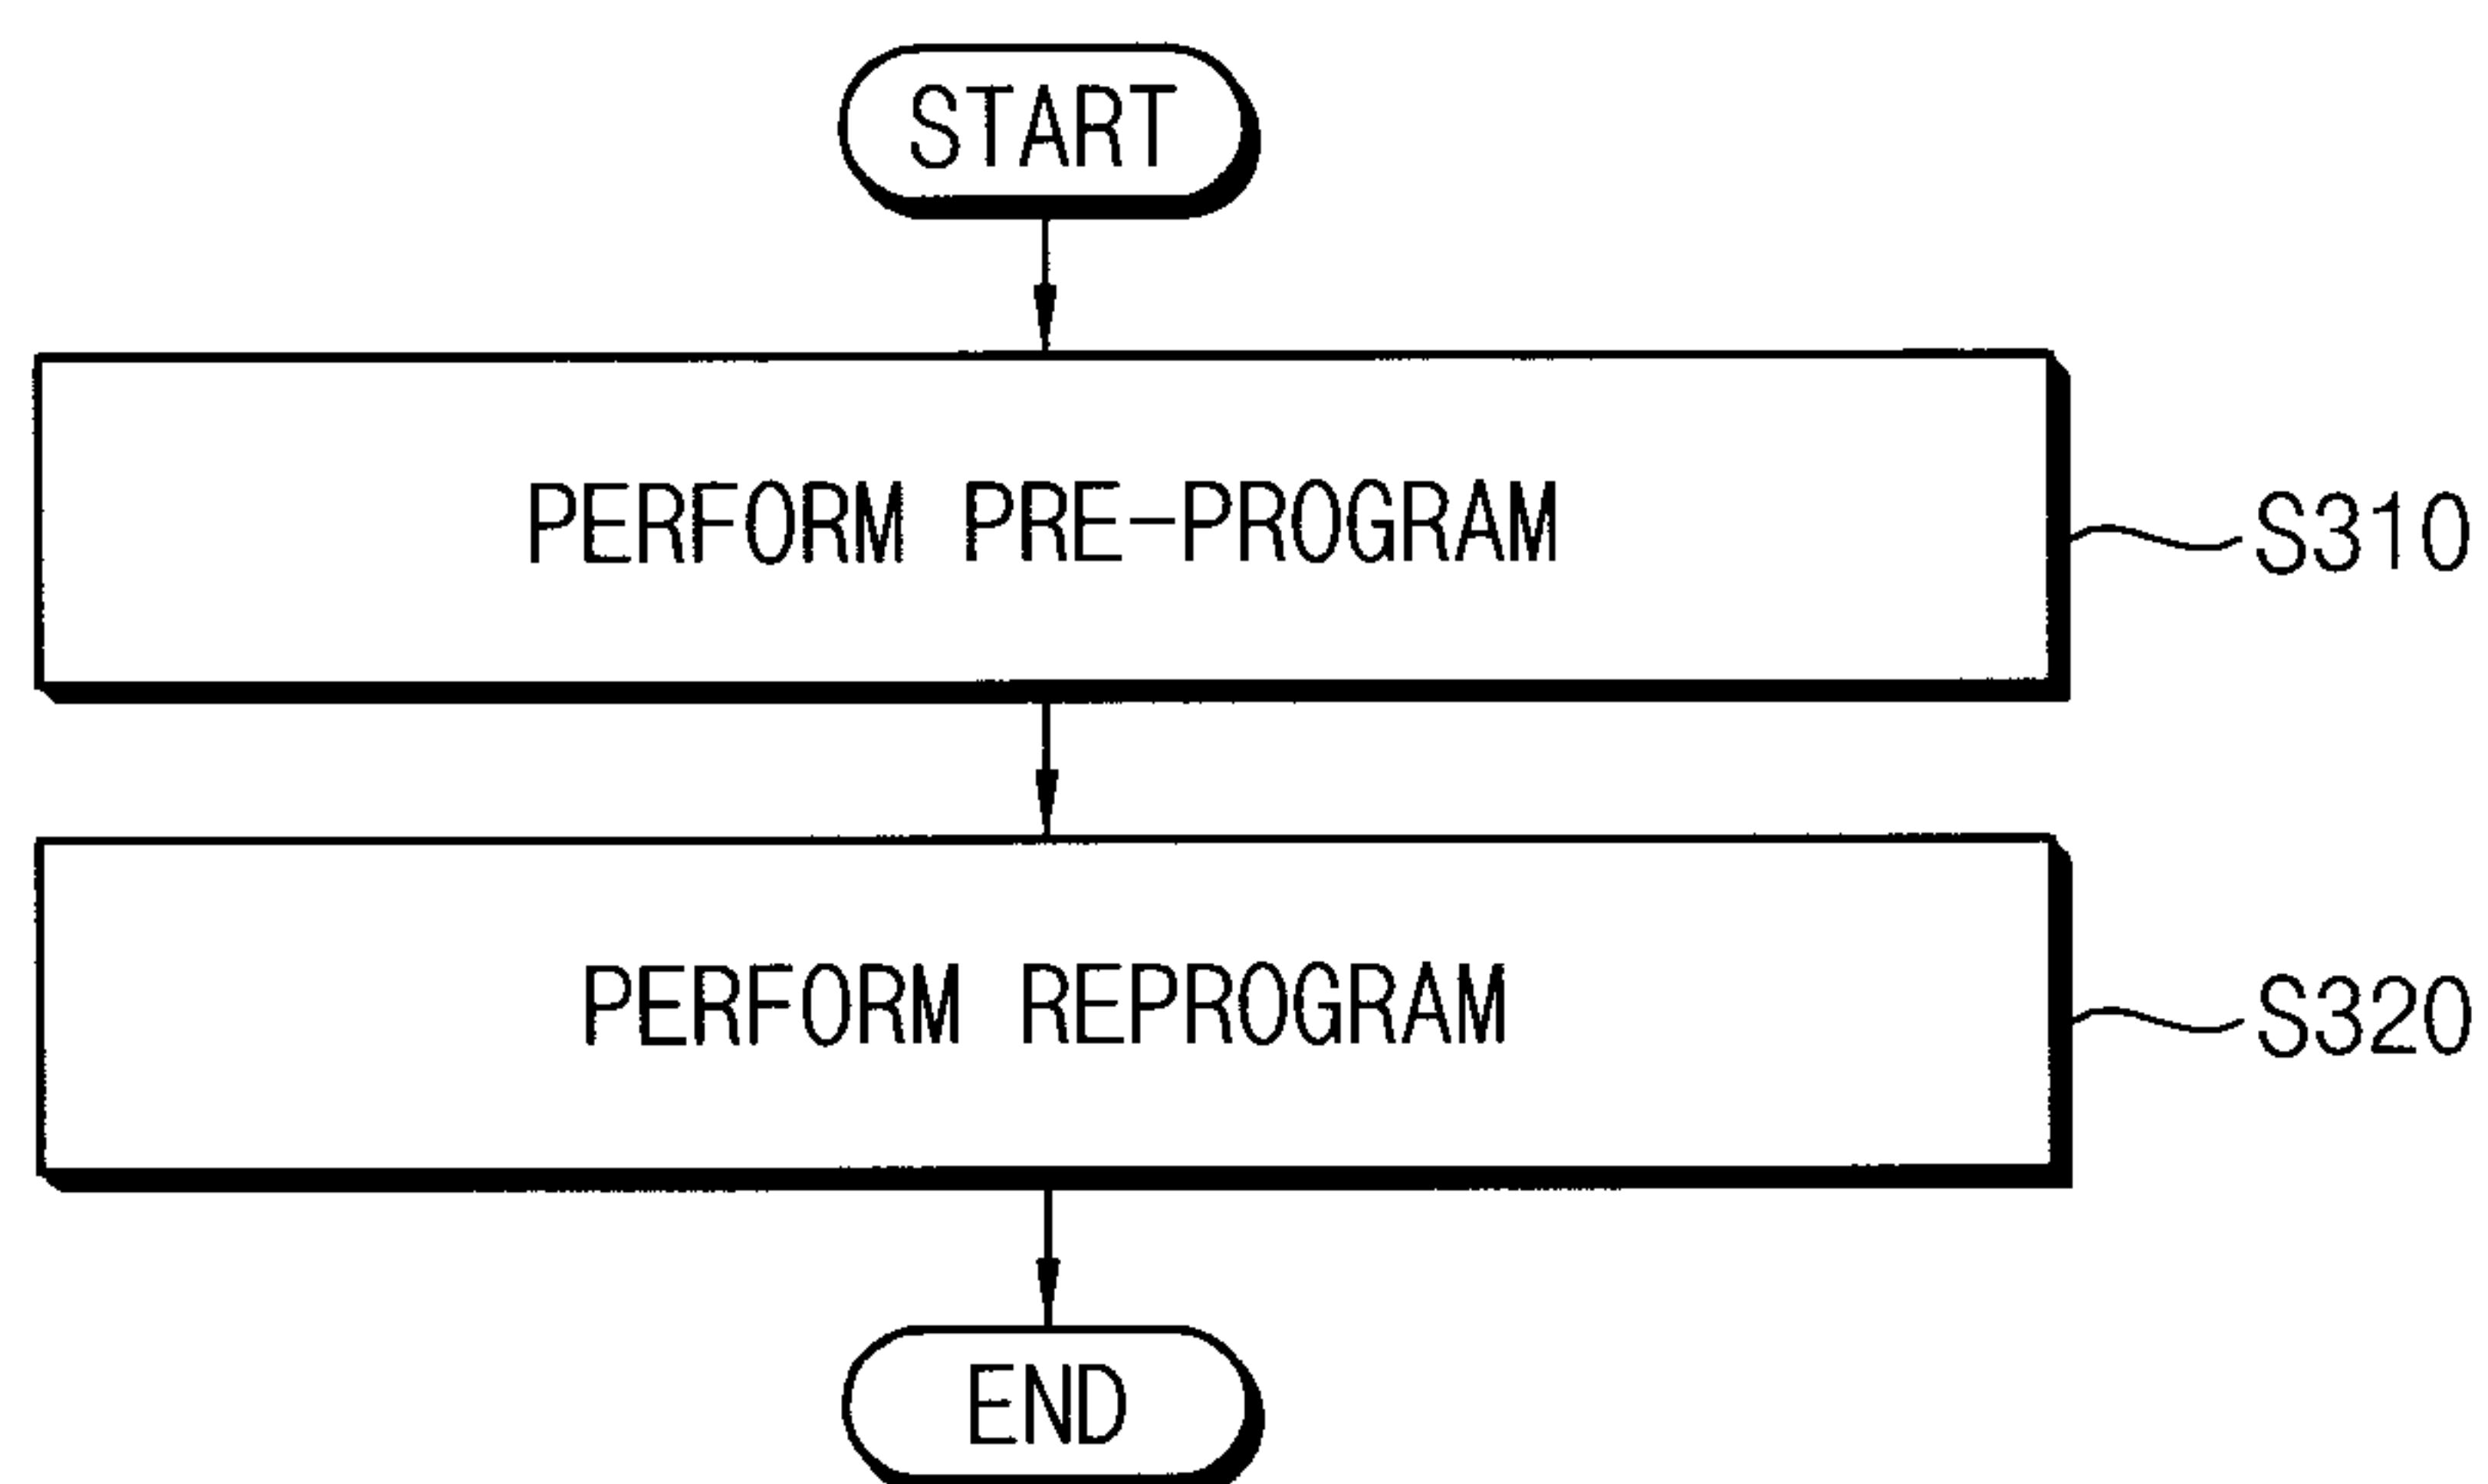 START
PERFORM PRE-PROGRAM
S310
PERFORM REPROGRAM
S320
END